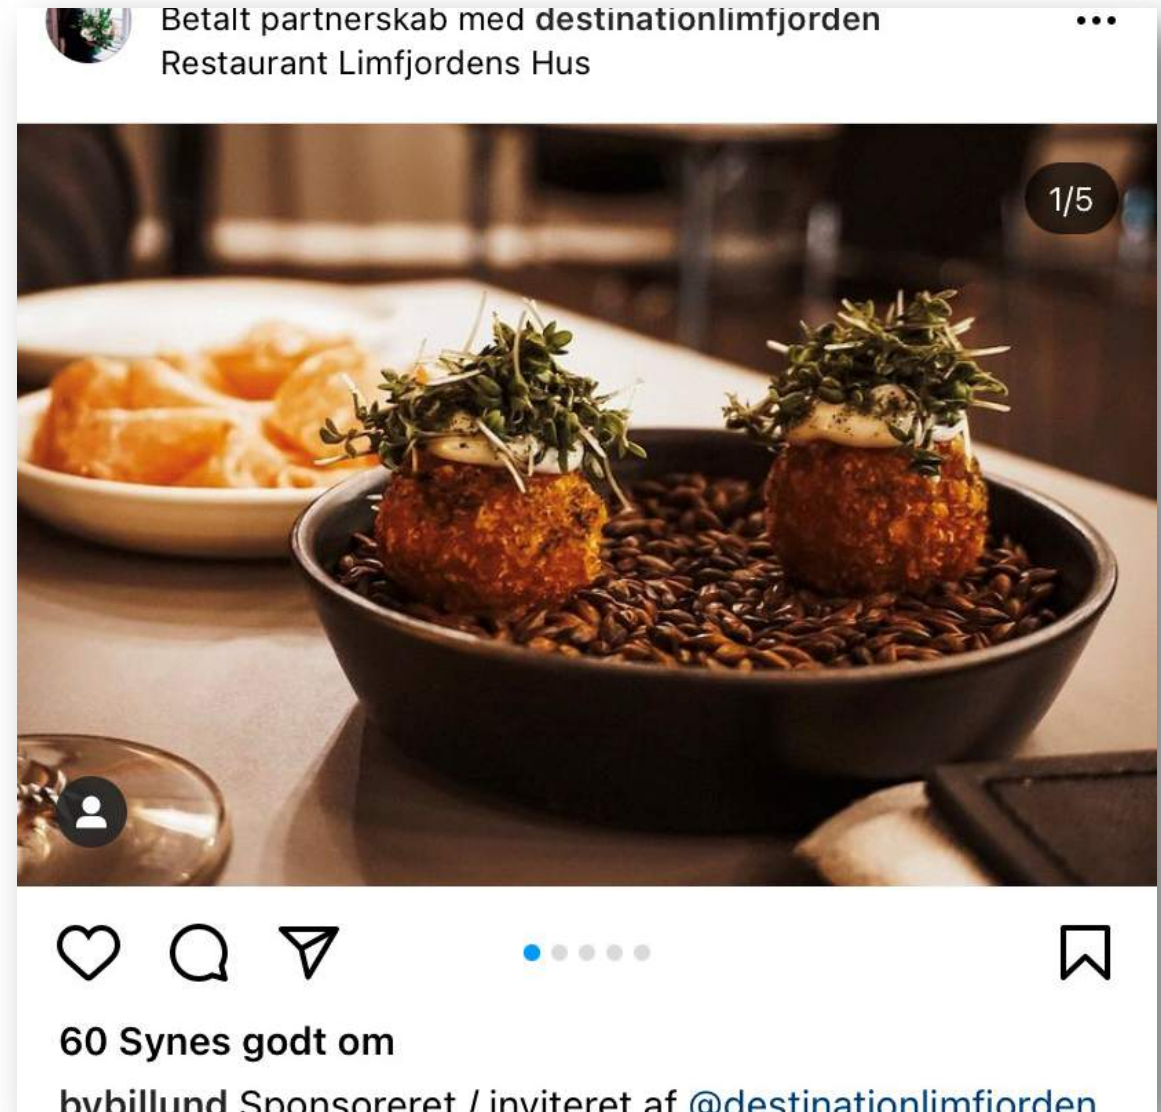 Betalt partnerskab med destinationlimfjorden
Restaurant Limfjordens Hus
1/5
60 Synes godt om
bybillund Sponsoreret / inviteret af @destinationlimfjorden